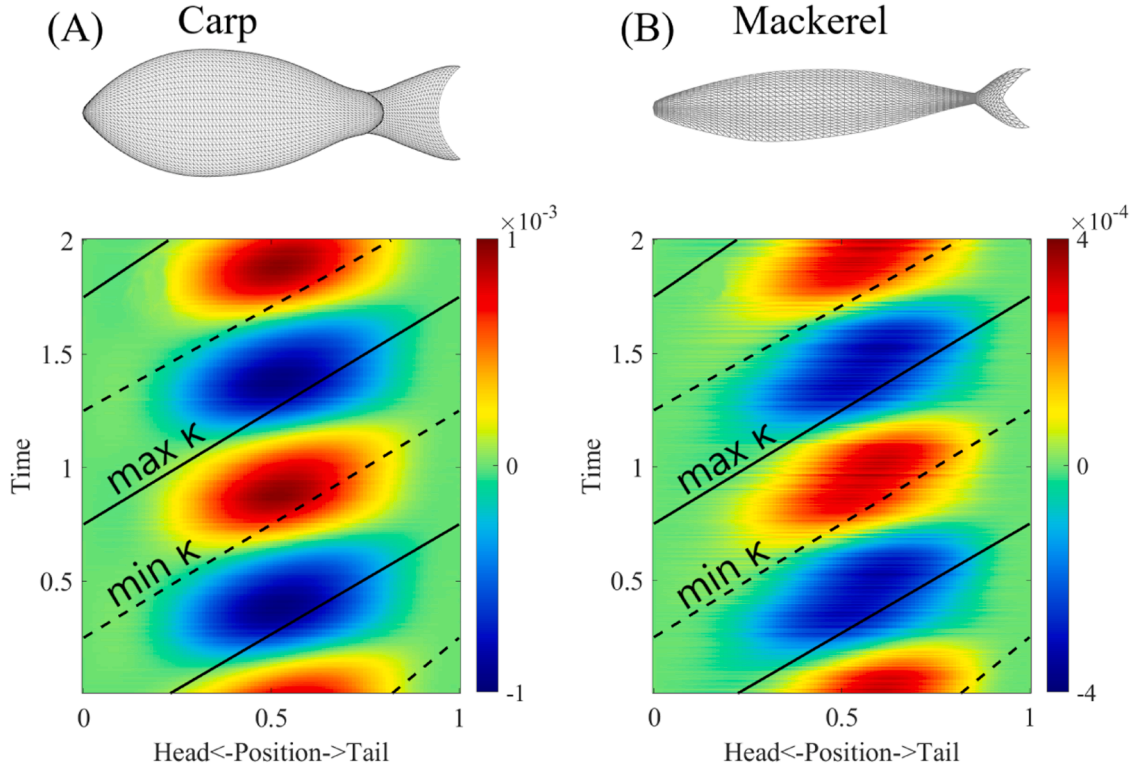 (A) Carp
(B) Mackerel
×10⁻³
2
1.5
1
0.5
Time
max κ
min κ
0
0.5
1
Head<-Position->Tail
1
0
-1
×10⁻⁴
2
1.5
1
0.5
Time
max κ
min κ
0
0.5
1
Head<-Position->Tail
4
0
-4